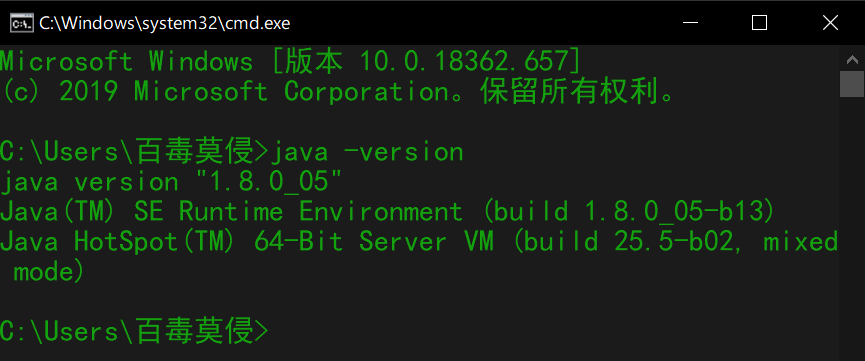 C:\Windows\system32\cmd.exe
Microsoft Windows [版本 10.0.18362.657]
(c) 2019 Microsoft Corporation。保留所有权利。
C:\Users\百毒莫侵>java -version
java version "1.8.0_05"
Java(TM) SE Runtime Environment (build 1.8.0_05-b13)
Java HotSpot(TM) 64-Bit Server VM (build 25.5-b02, mixed
mode)
C:\Users\百毒莫侵>